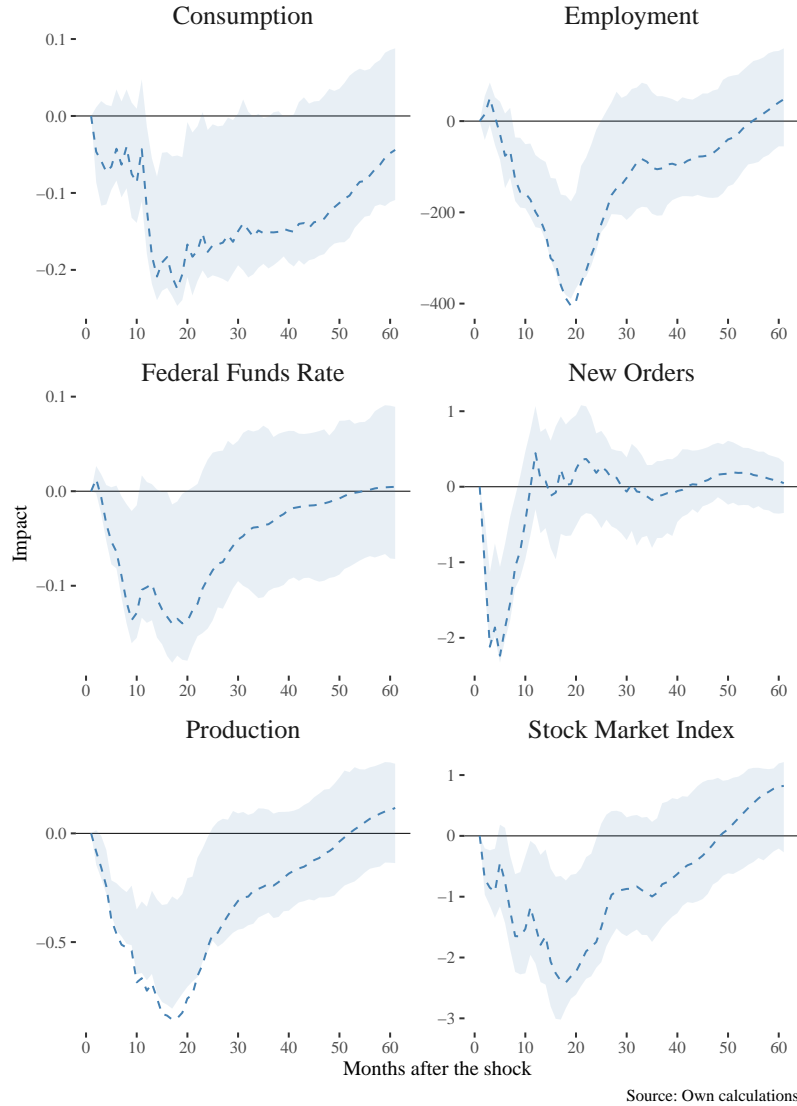 Consumption
Employment
0.1
0.0
−0.1
−0.2
0 10 20 30 40 50 60
0
−200
−400
0 10 20 30 40 50 60
Federal Funds Rate
New Orders
0.1
0.0
−0.1
0 10 20 30 40 50 60
1
0
−1
−2
0 10 20 30 40 50 60
Impact
Production
Stock Market Index
0.0
−0.5
0 10 20 30 40 50 60
1
0
−1
−2
−3
0 10 20 30 40 50 60
Months after the shock
Source: Own calculations